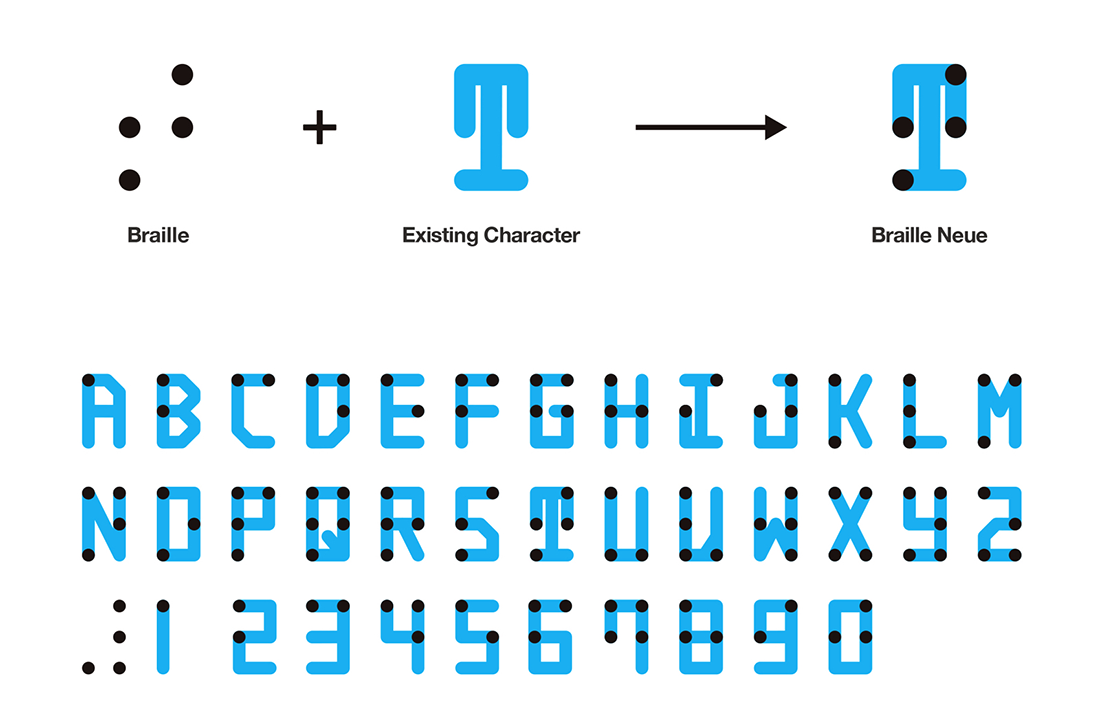 +
Braille Existing Character Braille Neue
A B C D E F G H I J K L M
N O P Q R S T U V W X Y Z
1 2 3 4 5 6 7 8 9 0